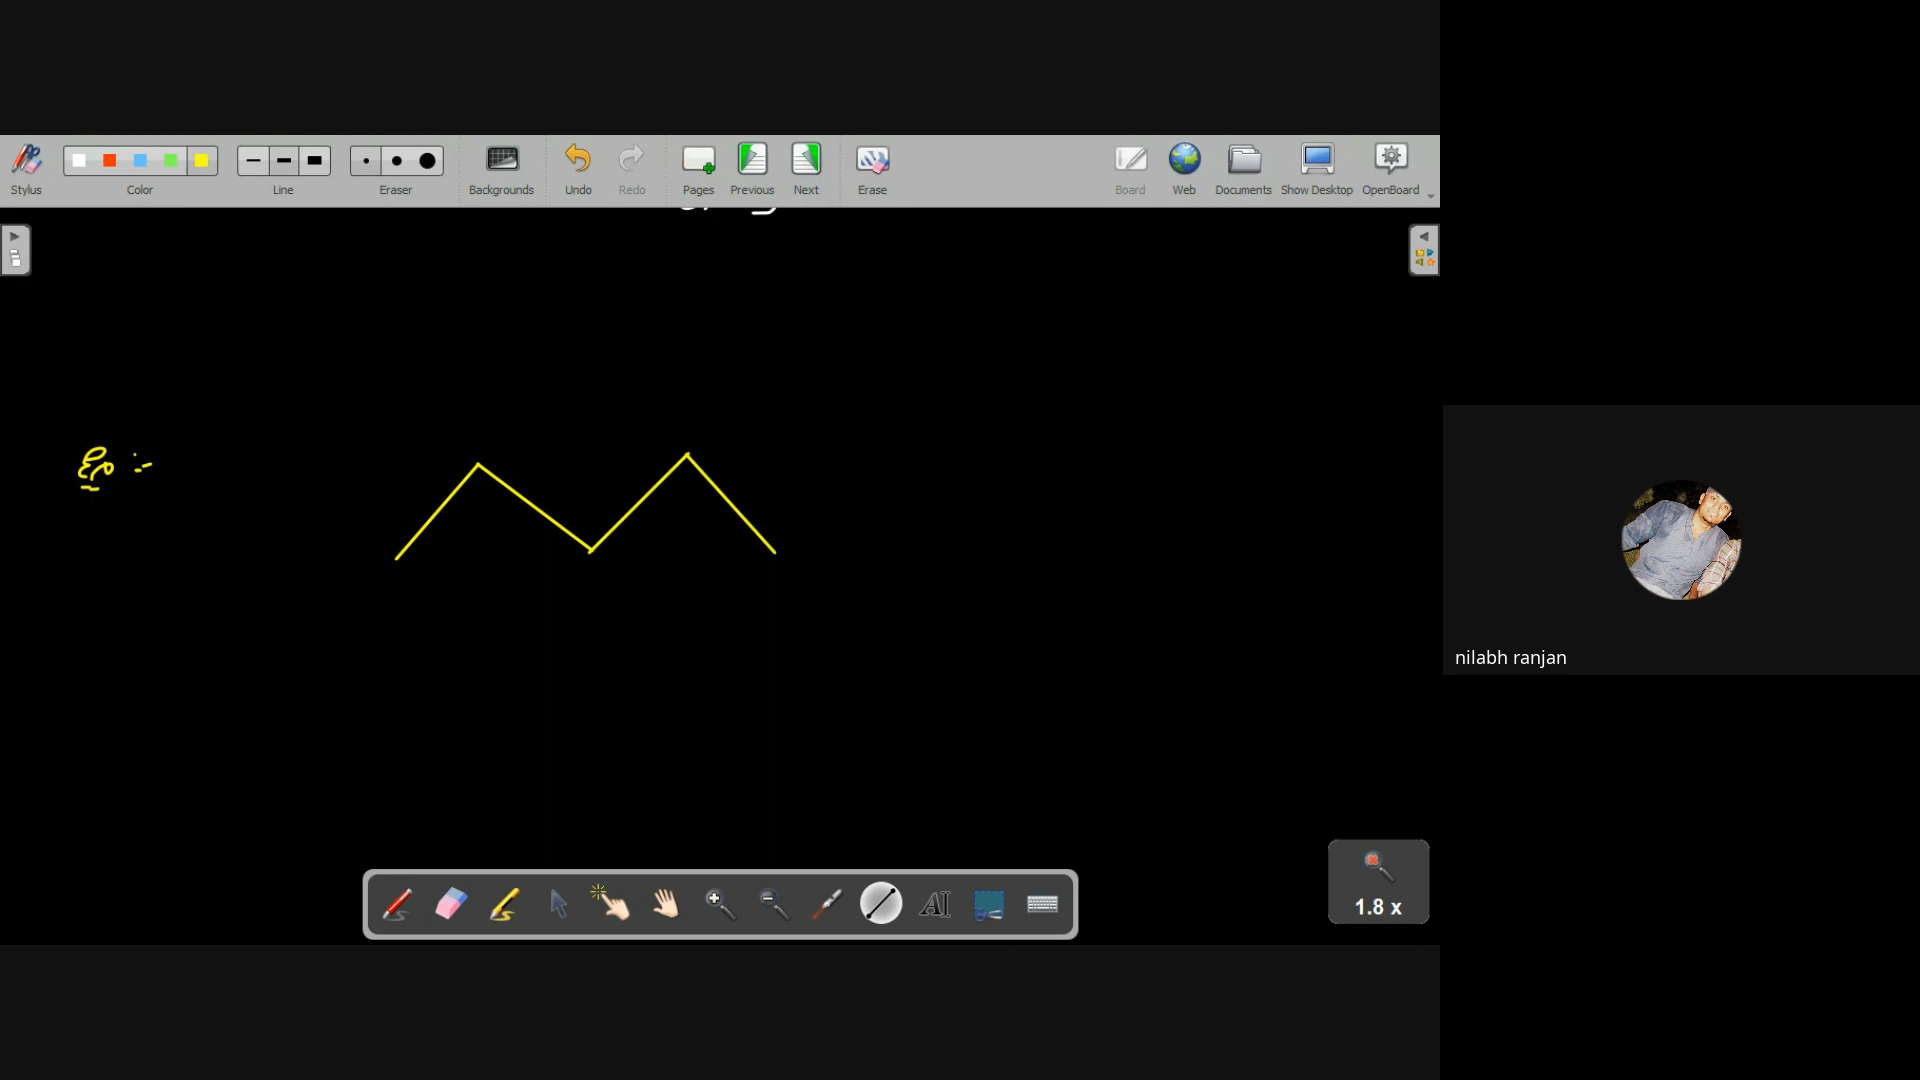 Stylus Color Line Eraser Backgrounds Undo Redo Pages Previous Next Erase Board Web Documents Show Desktop OpenBoard
nilabh ranjan
AI
1.8 x